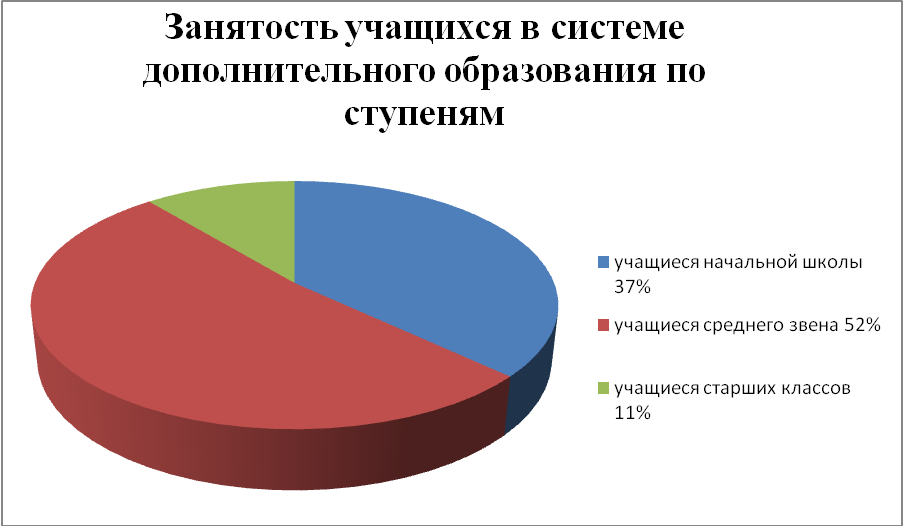 Занятость учащихся в системе
дополнительного образования по
ступеням
учащиеся начальной школы
37%
учащиеся среднего звена 52%
учащиеся старших классов
11%